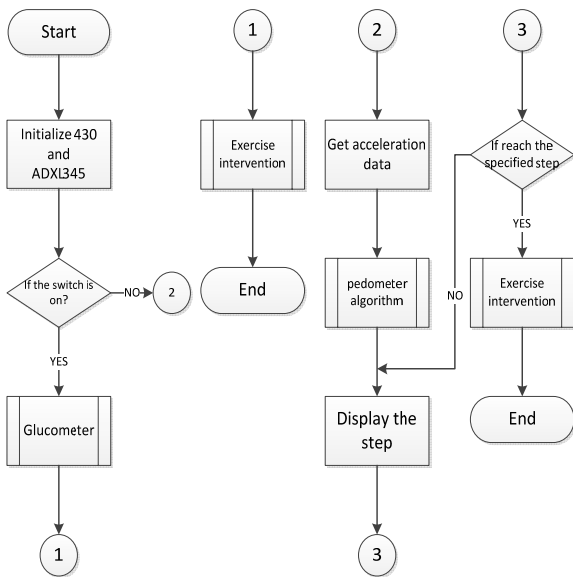 Start
Initialize 430
and
ADXL345
If the switch is
on?
NO
2
YES
Glucometer
1
1
Exercise
intervention
End
2
Get acceleration
data
pedometer
algorithm
Display the
step
3
3
If reach the
specified step
YES
NO
Exercise
intervention
End